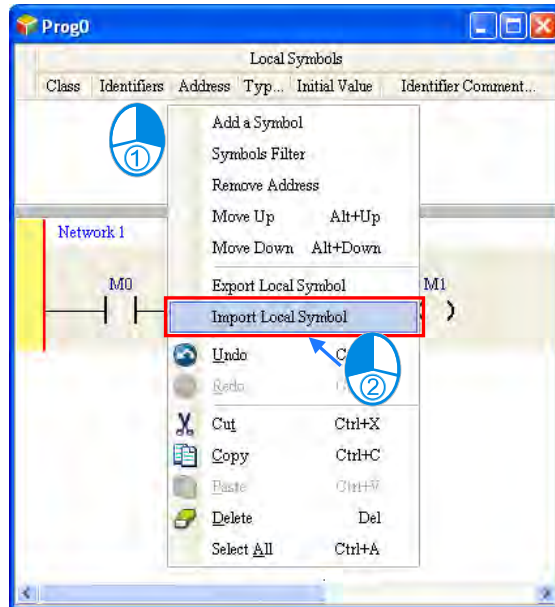 Prog0
Local Symbols
Class Identifiers Address Typ... Initial Value Identifier Comment...
1
Add a Symbol
Symbols Filter
Remove Address
Move Up Alt+Up
Move Down Alt+Down
Network 1
M0
Export Local Symbol
M1
Import Local Symbol
2
Undo C
Redo
Cut Ctrl+X
Copy Ctrl+C
Paste Ctrl+V
Delete Del
Select All Ctrl+A